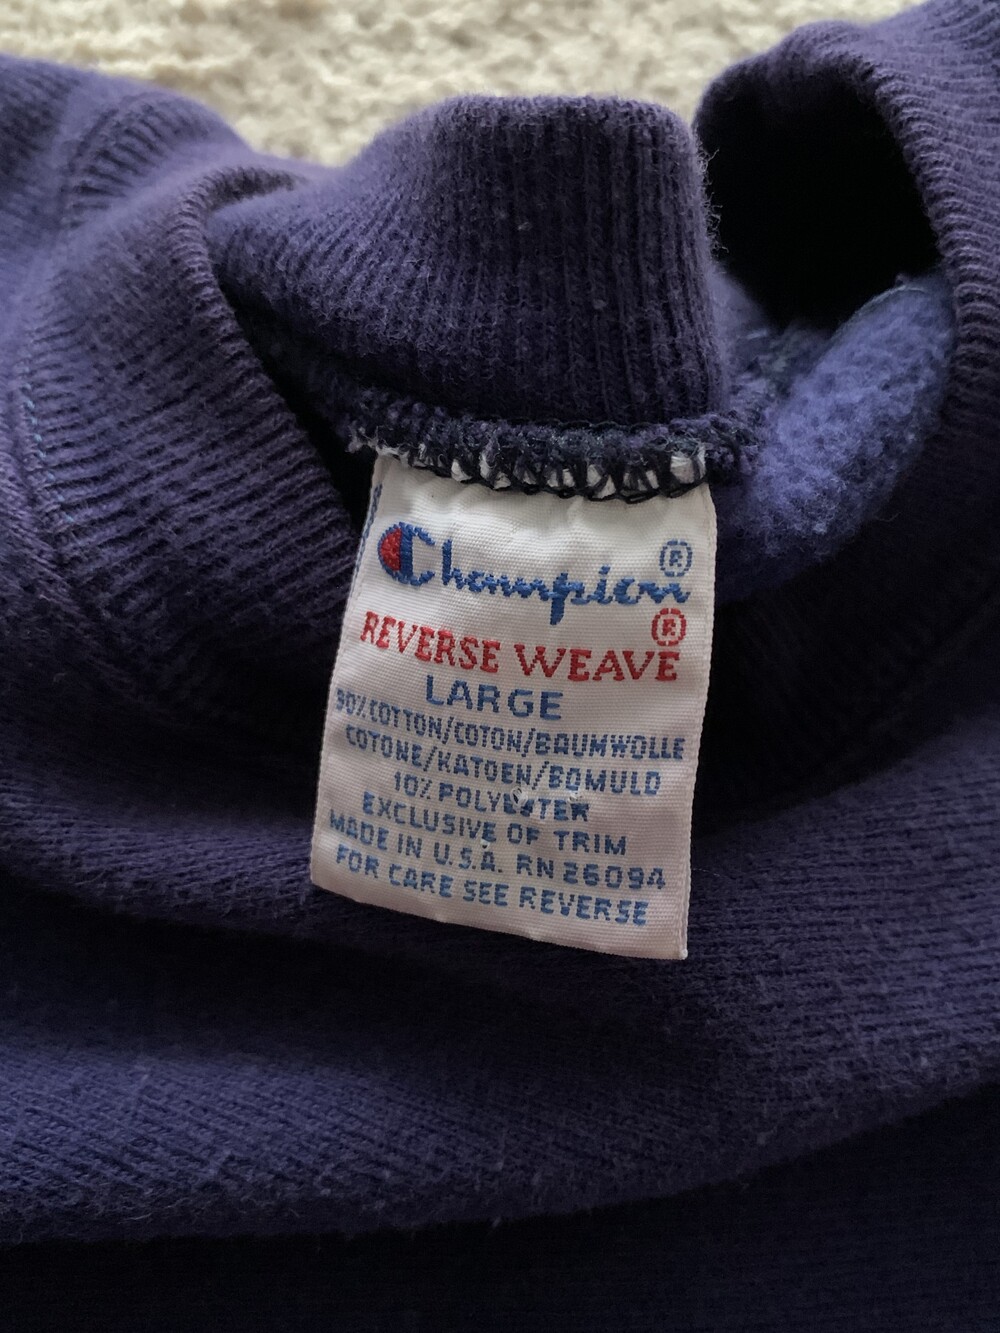 Champion®
REVERSE WEAVE®
LARGE
90% COTTON/COTON/BAUMWOLLE
COTONE/KATOEN/BOMULD
10% POLYESTER
EXCLUSIVE OF TRIM
MADE IN U.S.A. RN 26094
FOR CARE SEE REVERSE